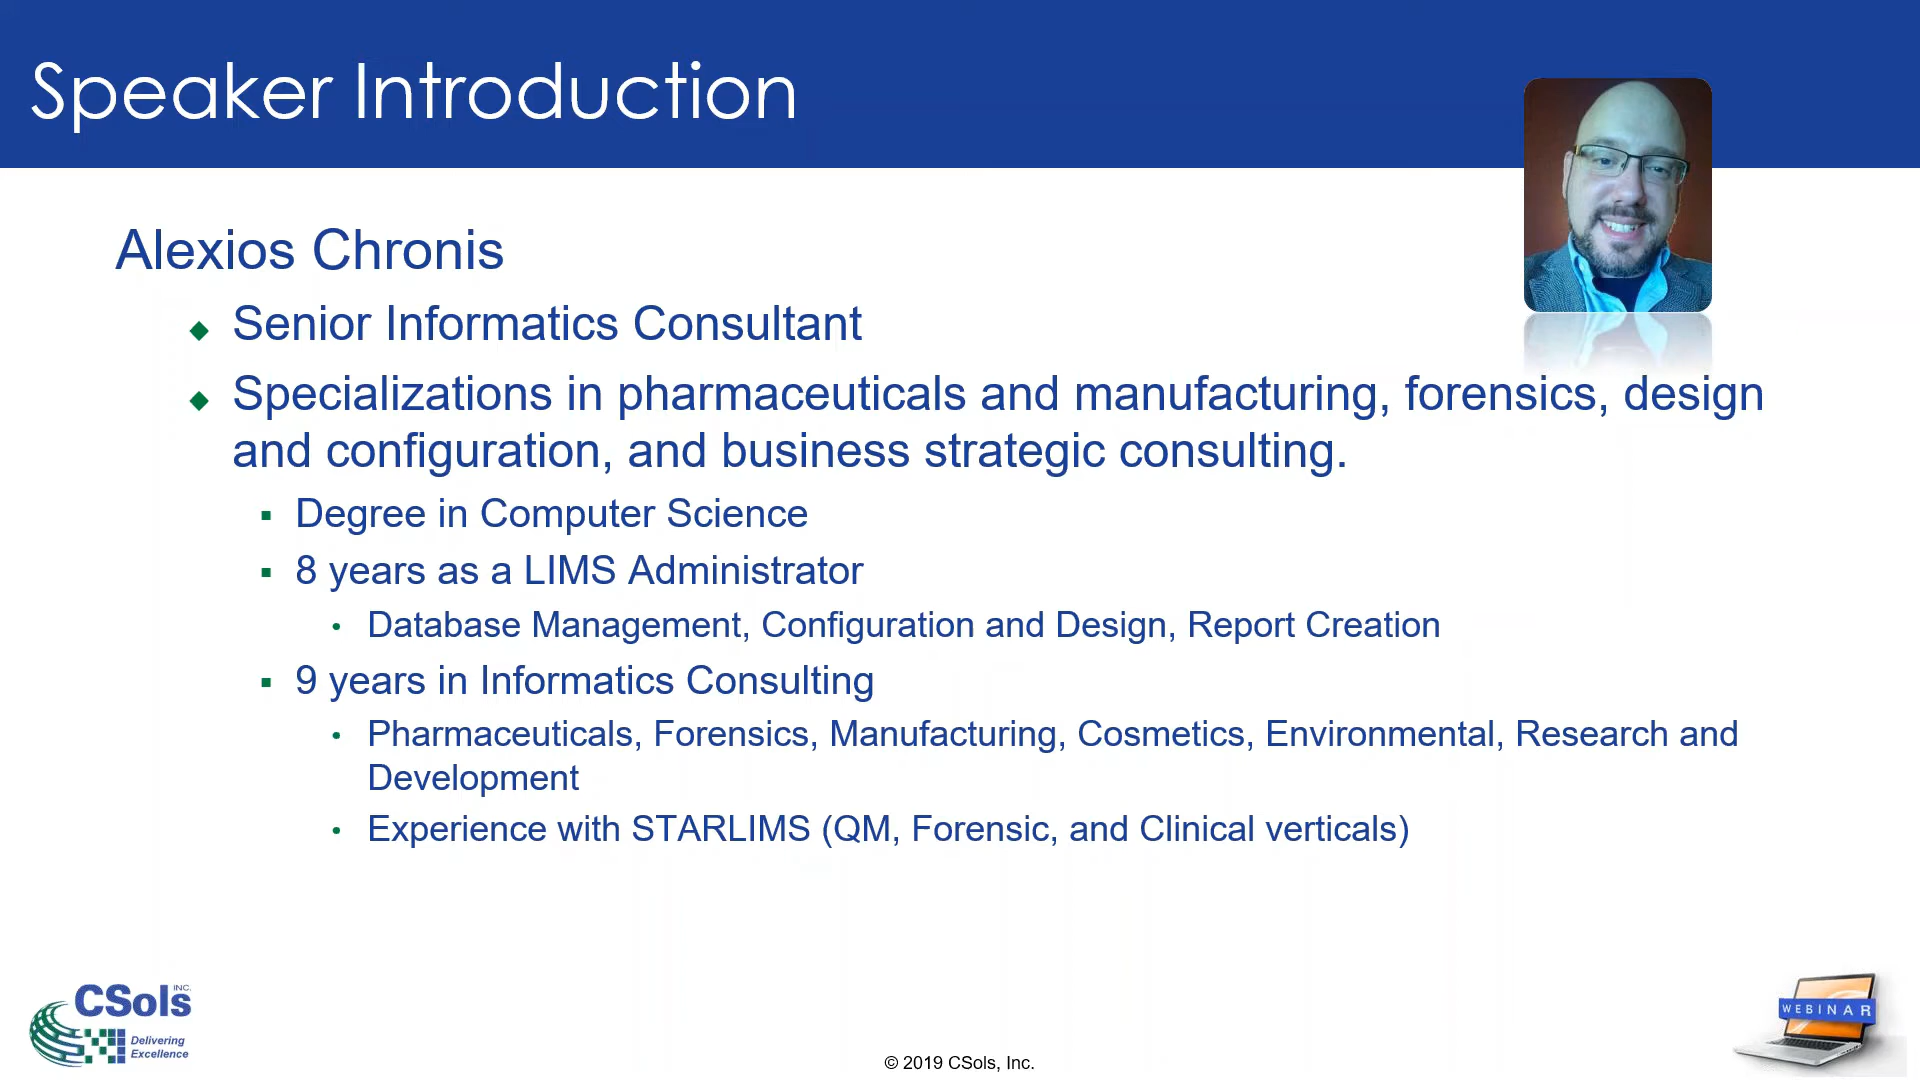 Speaker Introduction
Alexios Chronis
Senior Informatics Consultant
Specializations in pharmaceuticals and manufacturing, forensics, design
and configuration, and business strategic consulting.
Degree in Computer Science
8 years as a LIMS Administrator
Database Management, Configuration and Design, Report Creation
9 years in Informatics Consulting
Pharmaceuticals, Forensics, Manufacturing, Cosmetics, Environmental, Research and
Development
Experience with STARLIMS (QM, Forensic, and Clinical verticals)
CSols INC.
Delivering
Excellence
© 2019 CSols, Inc.
WEBINAR